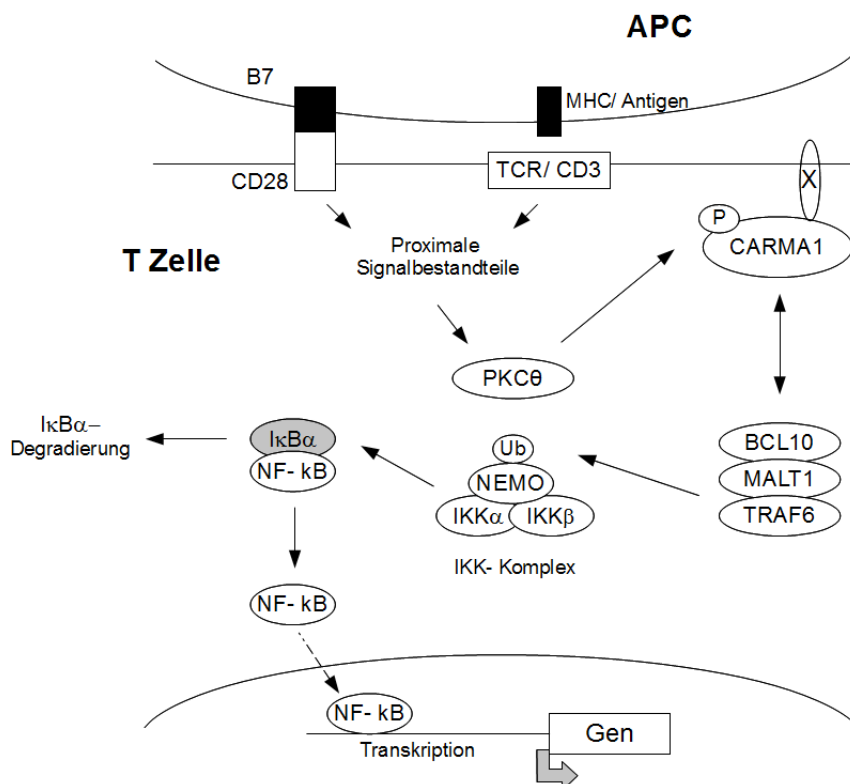 APC
B7
MHC/ Antigen
CD28
TCR/ CD3
X
P
CARMA1
T Zelle
Proximale
Signalbestandteile
PKCθ
IκBα–
Degradierung
IκBα
NF- kB
Ub
NEMO
IKKα
IKKβ
IKK- Komplex
BCL10
MALT1
TRAF6
NF- kB
NF- kB
Transkription
Gen